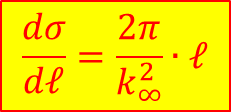 dσ/dℓ = 2π/k∞² · ℓ